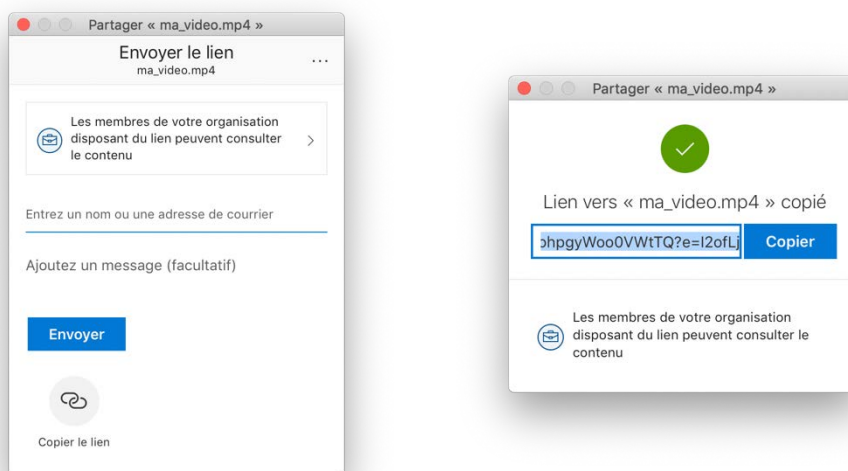 Partager « ma_video.mp4 »
Envoyer le lien
ma_video.mp4
...
Les membres de votre organisation
disposant du lien peuvent consulter
le contenu
Entrez un nom ou une adresse de courrier
Ajoutez un message (facultatif)
Envoyer
Copier le lien
Partager « ma_video.mp4 »
Lien vers « ma_video.mp4 » copié
hpgyWoo0VWtTQ?e=I2ofLj
Copier
Les membres de votre organisation
disposant du lien peuvent consulter le
contenu